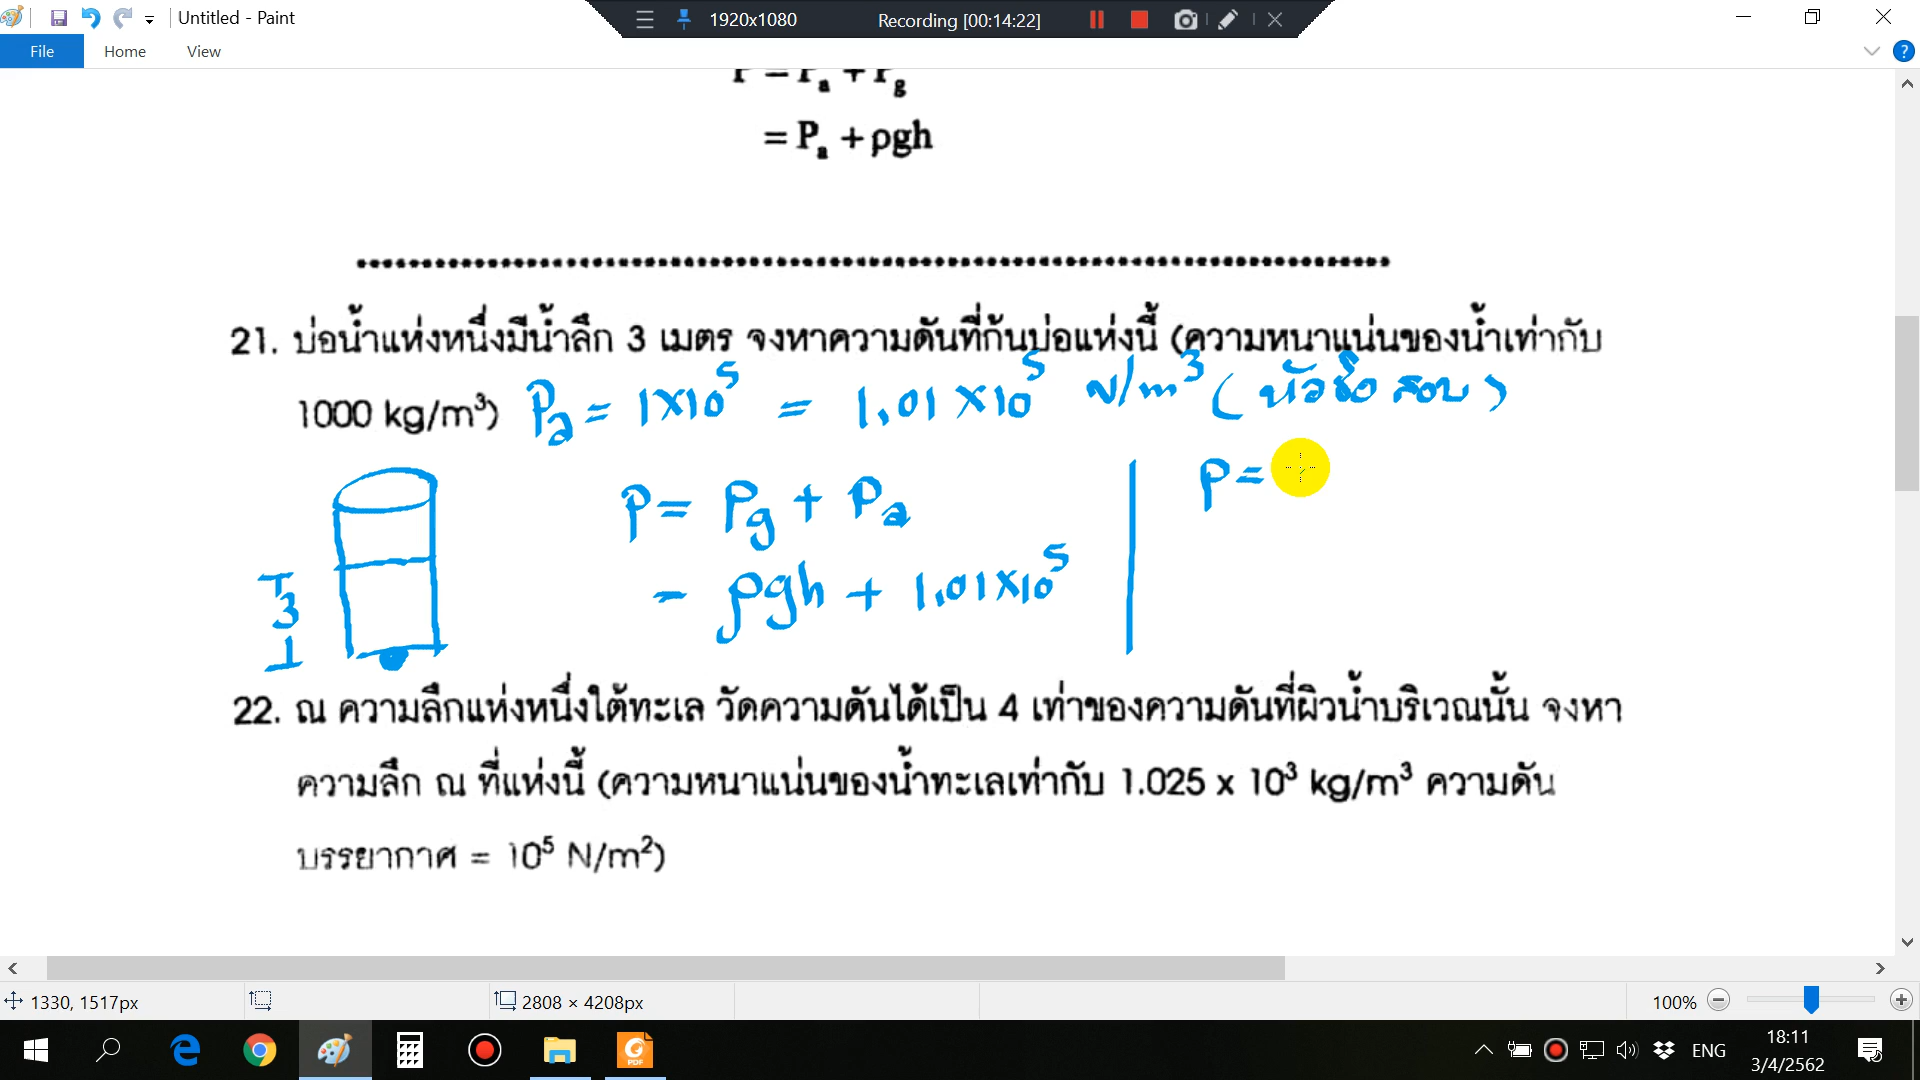 Untitled - Paint
1920x1080
Recording [00:14:22]
File Home View
P = Pₐ + P_g
= Pₐ + ρgh
21. บ่อน้ำแห่งหนึ่งมีน้ำลึก 3 เมตร จงหาความดันที่ก้นบ่อแห่งนี้ (ความหนาแน่นของน้ำเท่ากับ
1000 kg/m³) Pₐ = 1×10⁵ = 1.01×10⁵ N/m³ (หัวข้อสอบ)
P = P_g + Pₐ
P =
= ρgh + 1.01×10⁵
3
22. ณ ความลึกแห่งหนึ่งใต้ทะเล วัดความดันได้เป็น 4 เท่าของความดันที่ผิวน้ำบริเวณนั้น จงหา
ความลึก ณ ที่แห่งนี้ (ความหนาแน่นของน้ำทะเลเท่ากับ 1.025 x 10³ kg/m³ ความดัน
บรรยากาศ = 10⁵ N/m²)
1330, 1517px
2808 × 4208px
100%
PDF
ENG
18:11
3/4/2562